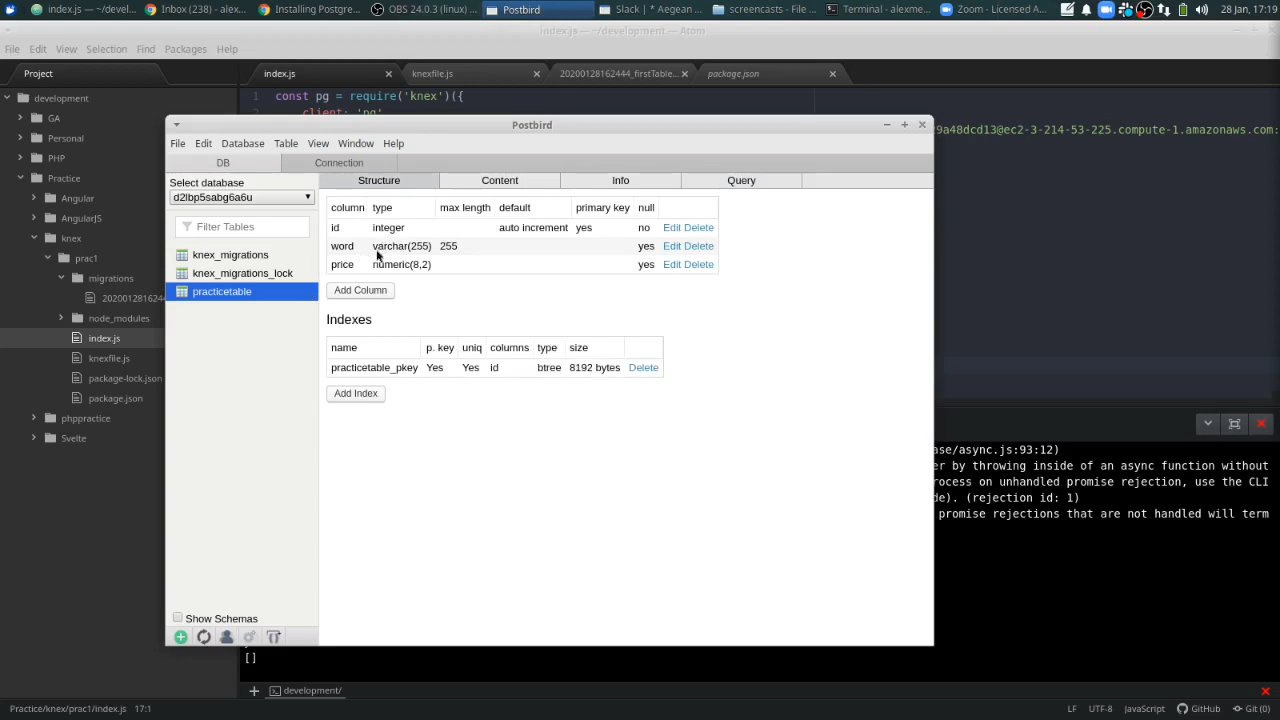 index.js — ~/devel...
Inbox (238) - alex...
Installing Postgre...
OBS 24.0.3 (linux) ...
Postbird
Slack | * Aegean ...
screencasts - File ...
Terminal - alexme...
Zoom - Licensed A...
28 Jan, 17:19
index.js — ~/development — Atom
File Edit View Selection Find Packages Help
Project
index.js
knexfile.js
20200128162444_firstTable...
package.json
development
GA
Personal
PHP
Practice
Angular
AngularJS
knex
prac1
migrations
2020012816244
node_modules
index.js
knexfile.js
package-lock.json
package.json
phppractice
Svelte
1 const pg = require('knex')({
2 client: 'pg'
9a48dcd13@ec2-3-214-53-225.compute-1.amazonaws.com:
Postbird
File Edit Database Table View Window Help
DB Connection
Select database
d2lbp5sabg6a6u
Filter Tables
knex_migrations
knex_migrations_lock
practicetable
Show Schemas
Structure Content Info Query
column type max length default primary key null
id integer auto increment yes no Edit Delete
word varchar(255) 255 yes Edit Delete
price numeric(8,2) yes Edit Delete
Add Column
Indexes
name p. key uniq columns type size
practicetable_pkey Yes Yes id btree 8192 bytes Delete
Add Index
ase/async.js:93:12)
er by throwing inside of an async function without
rocess on unhandled promise rejection, use the CLI
de). (rejection id: 1)
promise rejections that are not handled will term
[]
development/
Practice/knex/prac1/index.js 17:1
LF UTF-8 JavaScript GitHub Git (0)